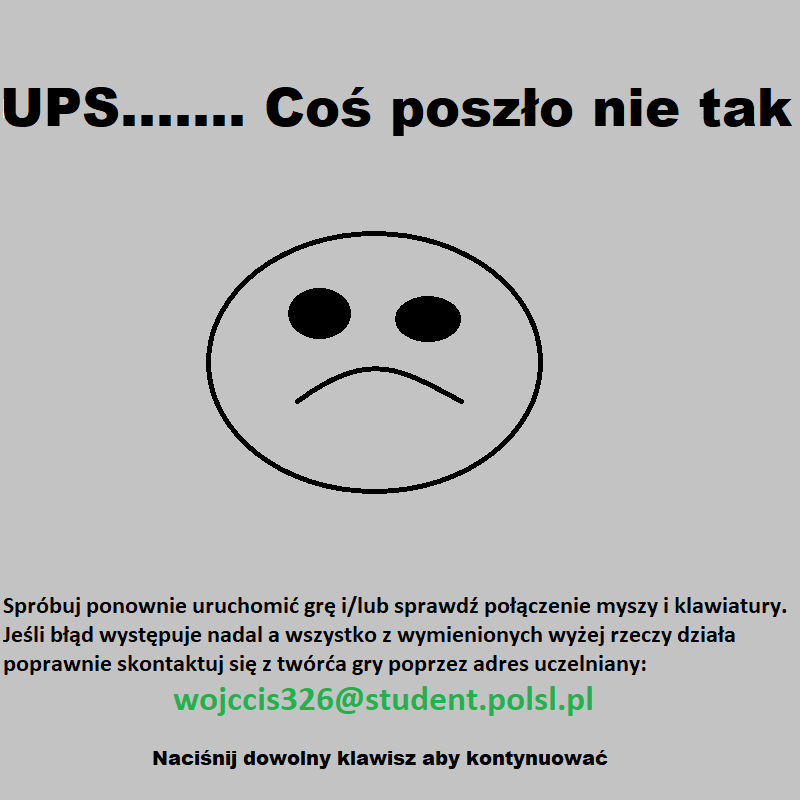 UPS....... Coś poszło nie tak
Spróbuj ponownie uruchomić grę i/lub sprawdź połączenie myszy i klawiatury.
Jeśli błąd występuje nadal a wszystko z wymienionych wyżej rzeczy działa
poprawnie skontaktuj się z twórća gry poprzez adres uczelniany:
wojccis326@student.polsl.pl
Naciśnij dowolny klawisz aby kontynuować